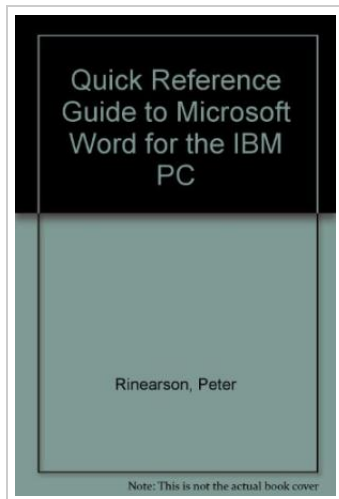 Quick Reference
Guide to Microsoft
Word for the IBM
PC
Rinearson, Peter
Note: This is not the actual book cover